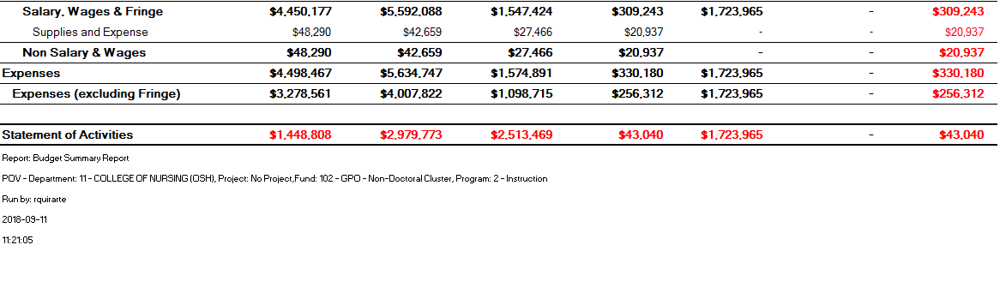 Salary, Wages & Fringe $4,450,177 $5,592,088 $1,547,424 $309,243 $1,723,965 - $309,243
Supplies and Expense $48,290 $42,659 $27,466 $20,937 - - $20,937
Non Salary & Wages $48,290 $42,659 $27,466 $20,937 - - $20,937
Expenses $4,498,467 $5,634,747 $1,574,891 $330,180 $1,723,965 - $330,180
Expenses (excluding Fringe) $3,278,561 $4,007,822 $1,098,715 $256,312 $1,723,965 - $256,312
Statement of Activities $1,448,808 $2,979,773 $2,513,469 $43,040 $1,723,965 - $43,040
Report: Budget Summary Report
POV - Department: 11 - COLLEGE OF NURSING (OSH), Project: No Project,Fund: 102 - GPO - Non-Doctoral Cluster, Program: 2 - Instruction
Run by: rquirarte
2018-09-11
11:21:05